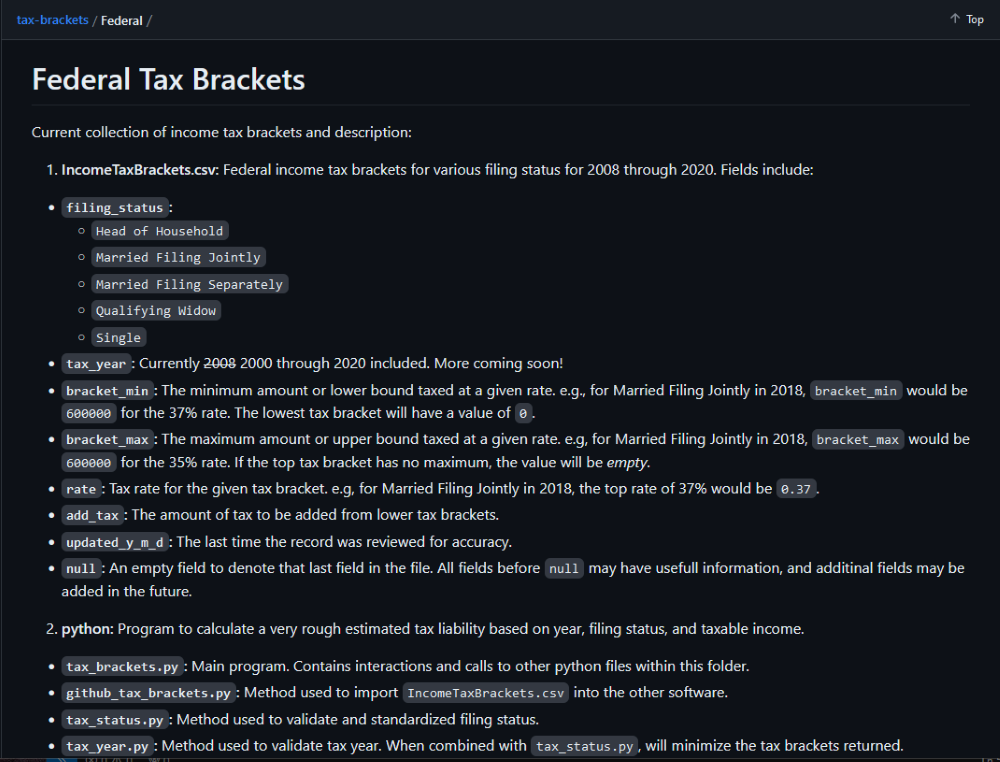 tax-brackets / Federal /
↑ Top
Federal Tax Brackets
Current collection of income tax brackets and description:
1. IncomeTaxBrackets.csv: Federal income tax brackets for various filing status for 2008 through 2020. Fields include:
• filing_status:
○ Head of Household
○ Married Filing Jointly
○ Married Filing Separately
○ Qualifying Widow
○ Single
• tax_year: Currently 2008 2000 through 2020 included. More coming soon!
• bracket_min: The minimum amount or lower bound taxed at a given rate. e.g., for Married Filing Jointly in 2018, bracket_min would be
600000 for the 37% rate. The lowest tax bracket will have a value of 0.
• bracket_max: The maximum amount or upper bound taxed at a given rate. e.g, for Married Filing Jointly in 2018, bracket_max would be
600000 for the 35% rate. If the top tax bracket has no maximum, the value will be empty.
• rate: Tax rate for the given tax bracket. e.g, for Married Filing Jointly in 2018, the top rate of 37% would be 0.37.
• add_tax: The amount of tax to be added from lower tax brackets.
• updated_y_m_d: The last time the record was reviewed for accuracy.
• null: An empty field to denote that last field in the file. All fields before null may have usefull information, and additinal fields may be
added in the future.
2. python: Program to calculate a very rough estimated tax liability based on year, filing status, and taxable income.
• tax_brackets.py: Main program. Contains interactions and calls to other python files within this folder.
• github_tax_brackets.py: Method used to import IncomeTaxBrackets.csv into the other software.
• tax_status.py: Method used to validate and standardized filing status.
• tax_year.py: Method used to validate tax year. When combined with tax_status.py, will minimize the tax brackets returned.